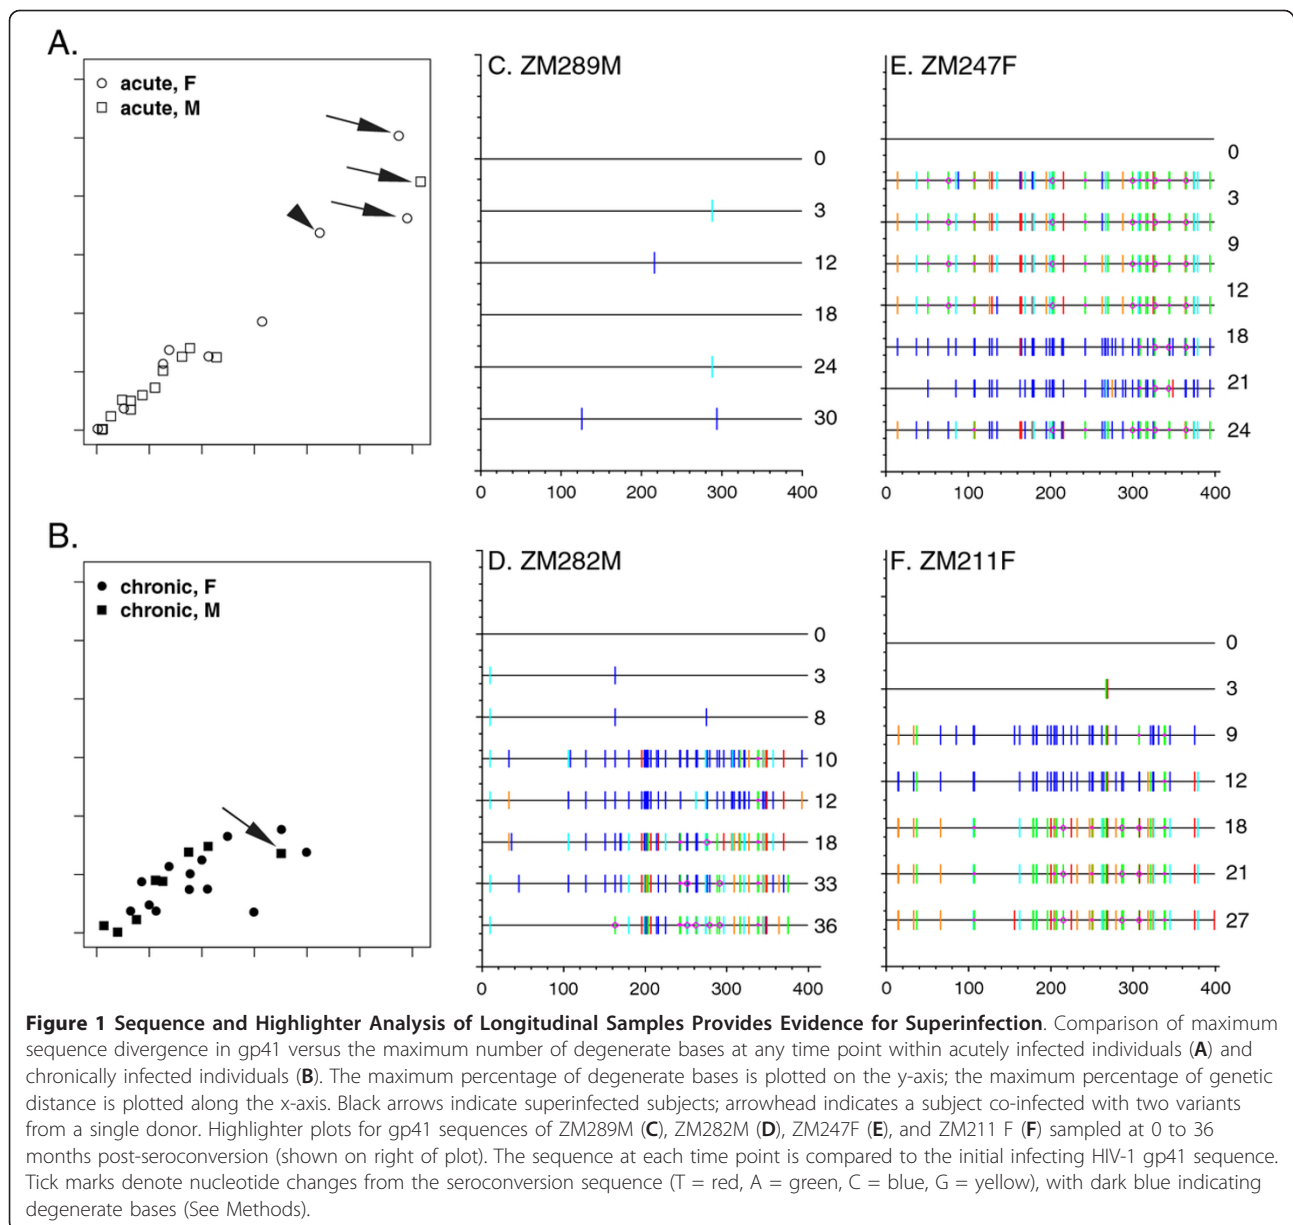 A.
acute, F
acute, M
C. ZM289M
0
3
12
18
24
30
0 100 200 300 400
E. ZM247F
0
3
9
12
18
21
24
0 100 200 300 400
B.
chronic, F
chronic, M
D. ZM282M
0
3
8
10
12
18
33
36
0 100 200 300 400
F. ZM211F
0
3
9
12
18
21
27
0 100 200 300 400
Figure 1 Sequence and Highlighter Analysis of Longitudinal Samples Provides Evidence for Superinfection. Comparison of maximum
sequence divergence in gp41 versus the maximum number of degenerate bases at any time point within acutely infected individuals (A) and
chronically infected individuals (B). The maximum percentage of degenerate bases is plotted on the y-axis; the maximum percentage of genetic
distance is plotted along the x-axis. Black arrows indicate superinfected subjects; arrowhead indicates a subject co-infected with two variants
from a single donor. Highlighter plots for gp41 sequences of ZM289M (C), ZM282M (D), ZM247F (E), and ZM211 F (F) sampled at 0 to 36
months post-seroconversion (shown on right of plot). The sequence at each time point is compared to the initial infecting HIV-1 gp41 sequence.
Tick marks denote nucleotide changes from the seroconversion sequence (T = red, A = green, C = blue, G = yellow), with dark blue indicating
degenerate bases (See Methods).